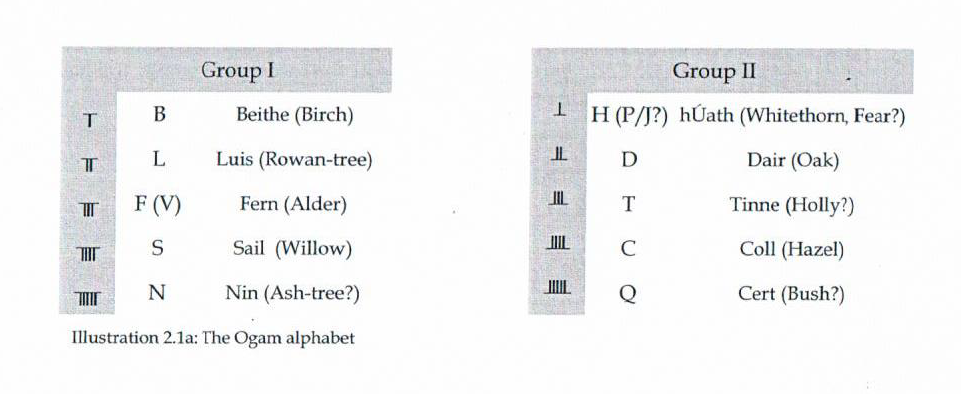 Group I
B Beithe (Birch)
L Luis (Rowan-tree)
F (V) Fern (Alder)
S Sail (Willow)
N Nin (Ash-tree?)
Illustration 2.1a: The Ogam alphabet
Group II
H (P/J?) hÚath (Whitethorn, Fear?)
D Dair (Oak)
T Tinne (Holly?)
C Coll (Hazel)
Q Cert (Bush?)